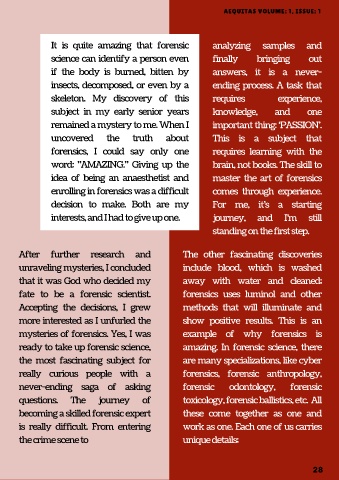 AEQUITAS VOLUME: 1, ISSUE: 1
It is quite amazing that forensic
science can identify a person even
if the body is burned, bitten by
insects, decomposed, or even by a
skeleton. My discovery of this
subject in my early senior years
remained a mystery to me. When I
uncovered the truth about
forensics, I could say only one
word: "AMAZING." Giving up the
idea of being an anaesthetist and
enrolling in forensics was a difficult
decision to make. Both are my
interests, and I had to give up one.
After further research and
unraveling mysteries, I concluded
that it was God who decided my
fate to be a forensic scientist.
Accepting the decisions, I grew
more interested as I unfurled the
mysteries of forensics. Yes, I was
ready to take up forensic science,
the most fascinating subject for
really curious people with a
never-ending saga of asking
questions. The journey of
becoming a skilled forensic expert
is really difficult. From entering
the crime scene to
analyzing samples and
finally bringing out
answers, it is a never-
ending process. A task that
requires experience,
knowledge, and one
important thing: 'PASSION'.
This is a subject that
requires learning with the
brain, not books. The skill to
master the art of forensics
comes through experience.
For me, it's a starting
journey, and I'm still
standing on the first step.
The other fascinating discoveries
include blood, which is washed
away with water and cleaned;
forensics uses luminol and other
methods that will illuminate and
show positive results. This is an
example of why forensics is
amazing. In forensic science, there
are many specializations, like cyber
forensics, forensic anthropology,
forensic odontology, forensic
toxicology, forensic ballistics, etc. All
these come together as one and
work as one. Each one of us carries
unique details:
28